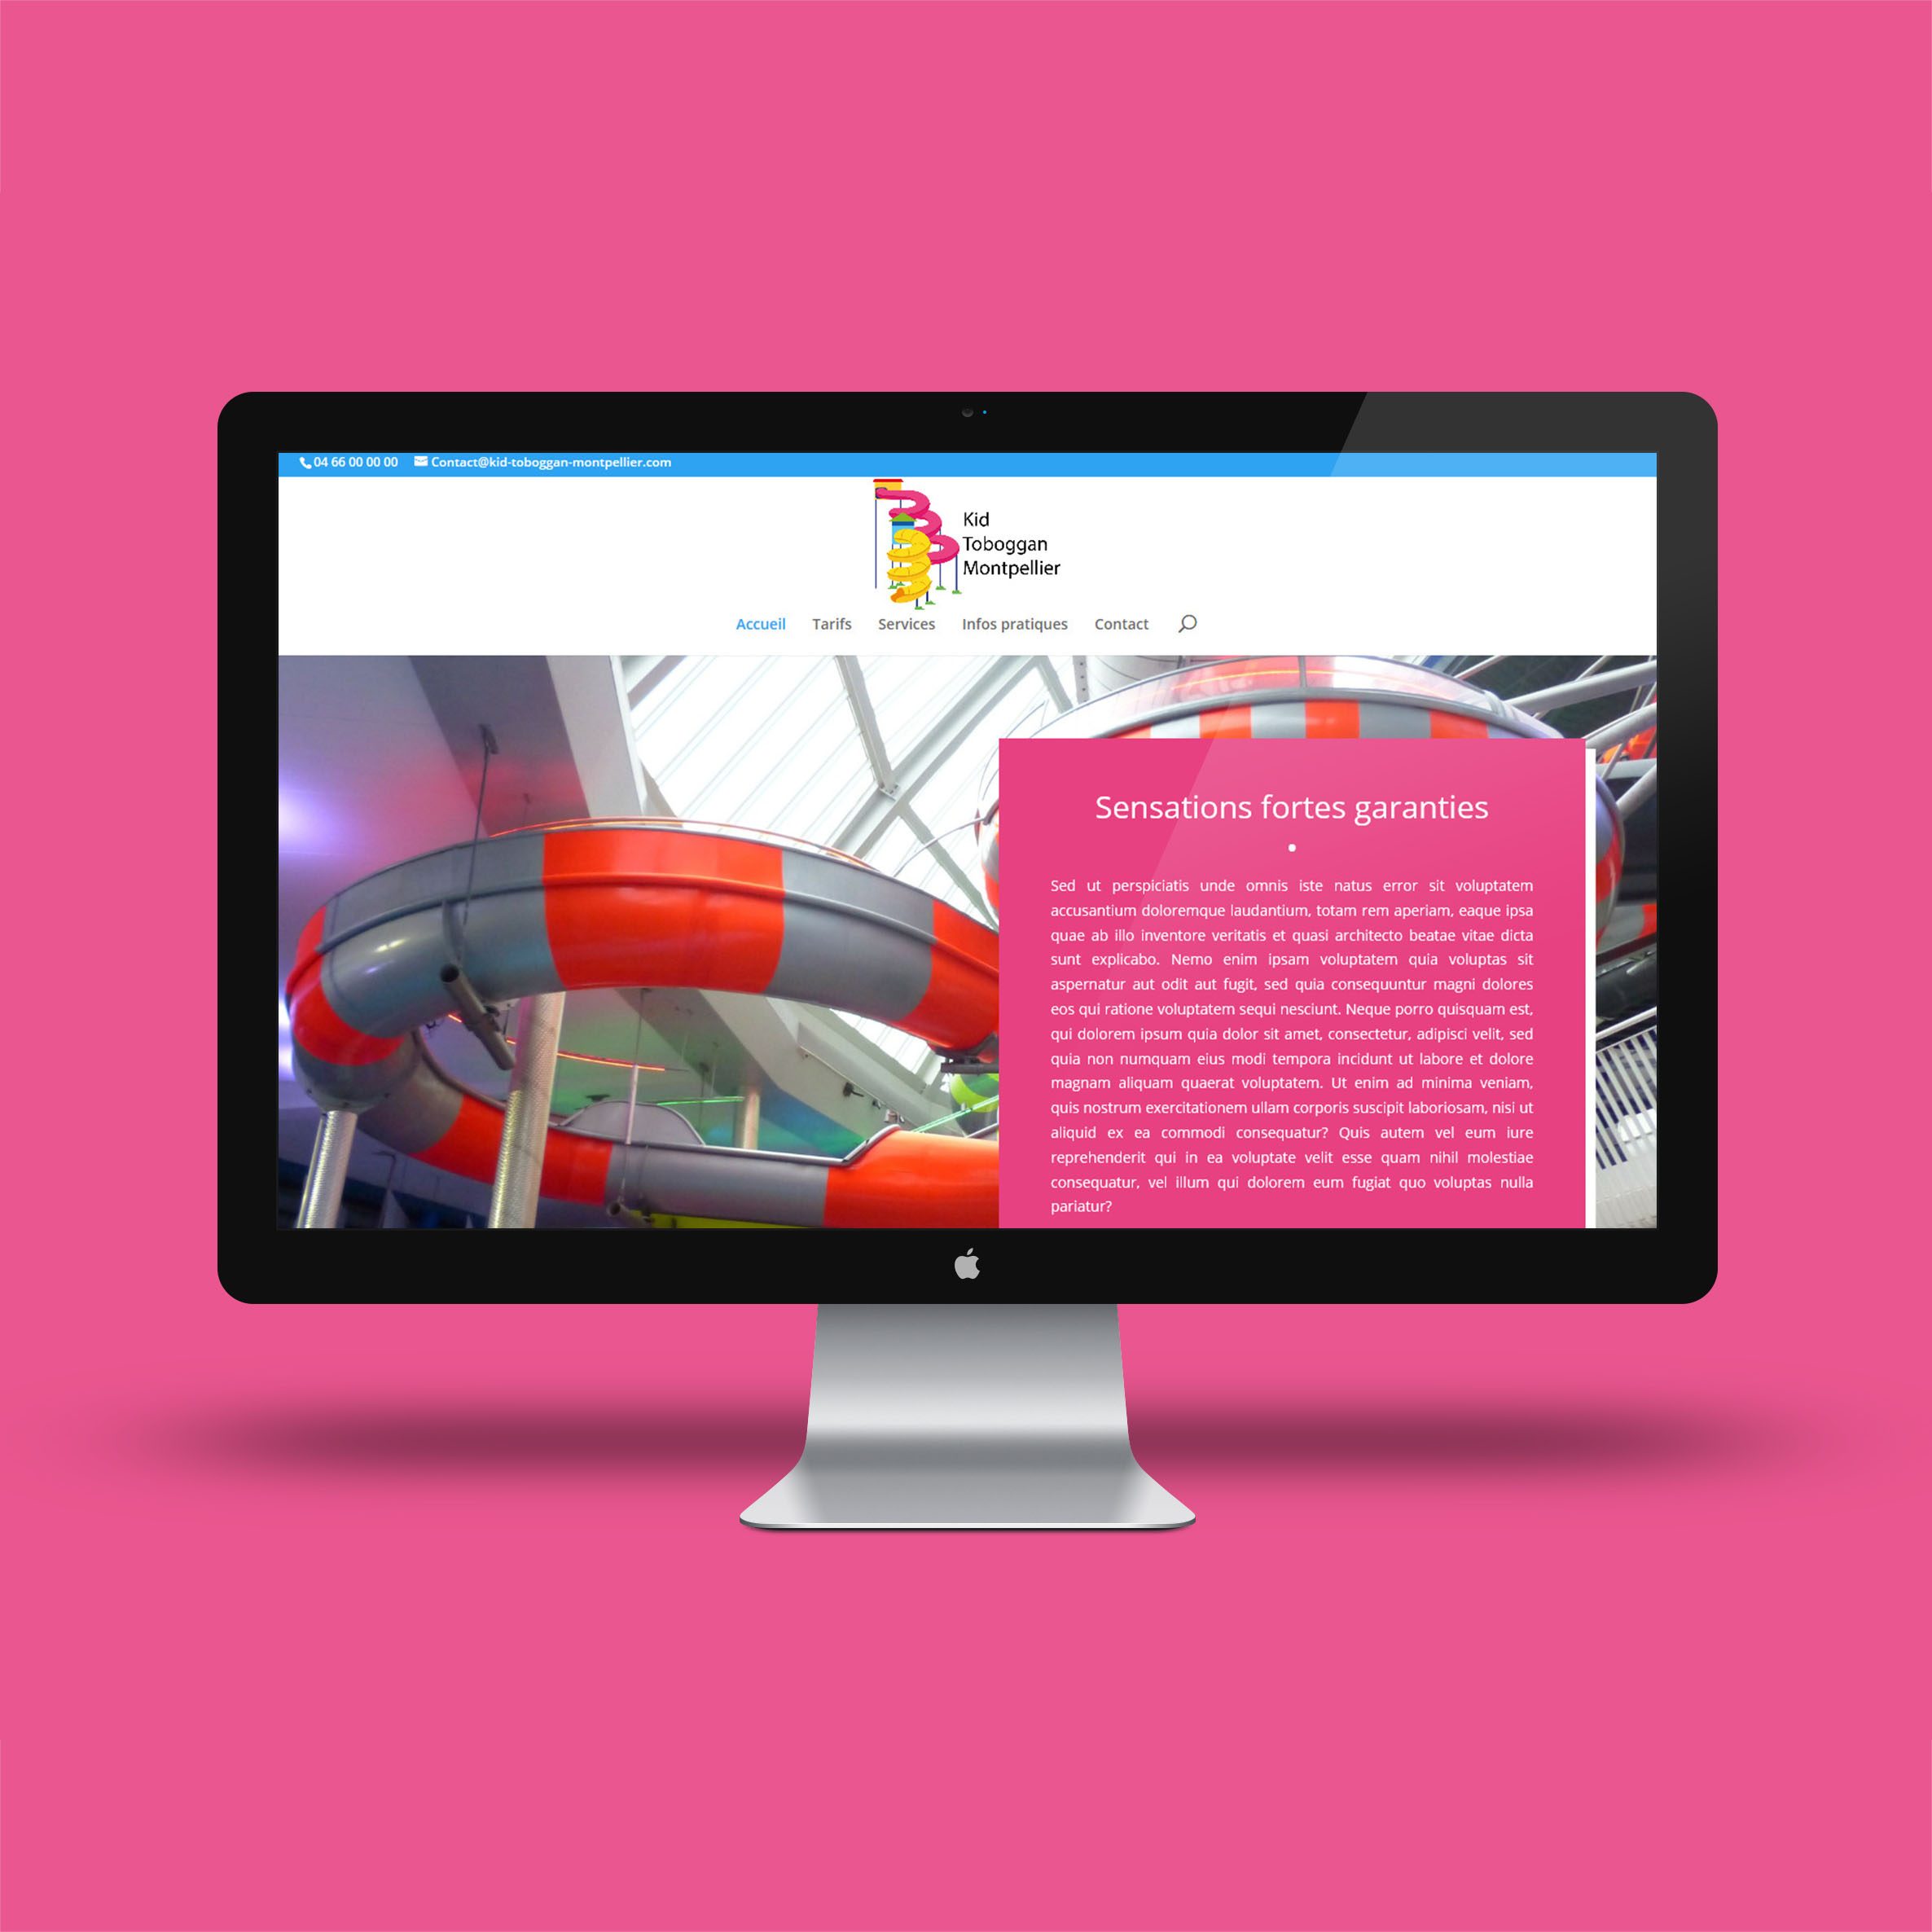 04 66 00 00 00 Contact@kid-toboggan-montpellier.com
Kid
Toboggan
Montpellier
Accueil Tarifs Services Infos pratiques Contact
Sensations fortes garanties
Sed ut perspiciatis unde omnis iste natus error sit voluptatem
accusantium doloremque laudantium, totam rem aperiam, eaque ipsa
quae ab illo inventore veritatis et quasi architecto beatae vitae dicta
sunt explicabo. Nemo enim ipsam voluptatem quia voluptas sit
aspernatur aut odit aut fugit, sed quia consequuntur magni dolores
eos qui ratione voluptatem sequi nesciunt. Neque porro quisquam est,
qui dolorem ipsum quia dolor sit amet, consectetur, adipisci velit, sed
quia non numquam eius modi tempora incidunt ut labore et dolore
magnam aliquam quaerat voluptatem. Ut enim ad minima veniam,
quis nostrum exercitationem ullam corporis suscipit laboriosam, nisi ut
aliquid ex ea commodi consequatur? Quis autem vel eum iure
reprehenderit qui in ea voluptate velit esse quam nihil molestiae
consequatur, vel illum qui dolorem eum fugiat quo voluptas nulla
pariatur?